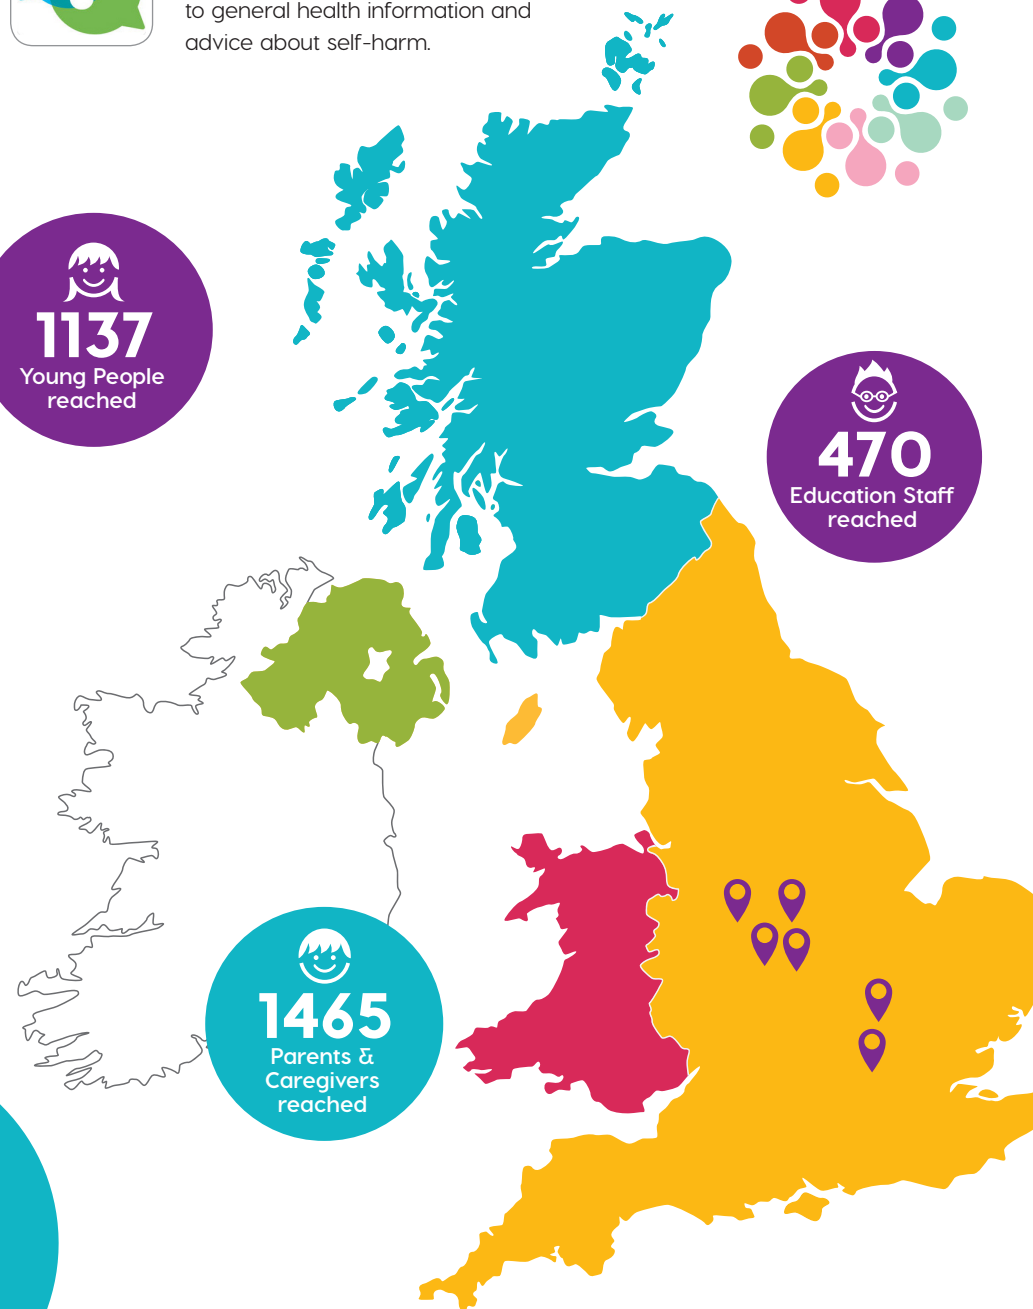 to general health information and
advice about self-harm.
1137
Young People
reached
470
Education Staff
reached
1465
Parents &
Caregivers
reached